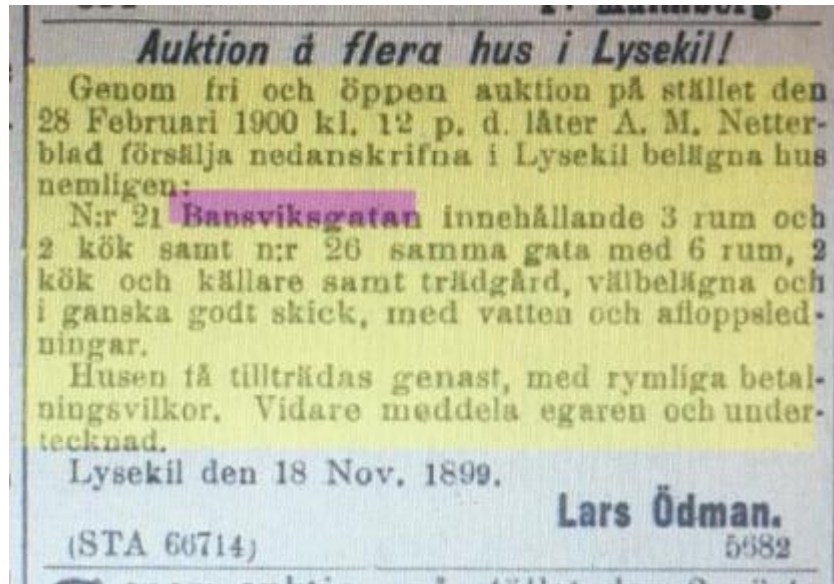 Auktion å flera hus i Lysekil!
Genom fri och öppen auktion på stället den
28 Februari 1900 kl. 12 p. d. låter A. M. Netter-
blad försälja nedanskrifna i Lysekil belägna hus
nemligen:
N:r 21 Bansviksgatan innehållande 3 rum och
2 kök samt n:r 26 samma gata med 6 rum, 2
kök och källare samt trädgård, välbelägna och
i ganska godt skick, med vatten och afloppsled-
ningar.
Husen få tillträdas genast, med rymliga betal-
ningsvilkor. Vidare meddela egaren och under-
tecknad.
Lysekil den 18 Nov. 1899.
Lars Ödman.
(STA 66714) 5682